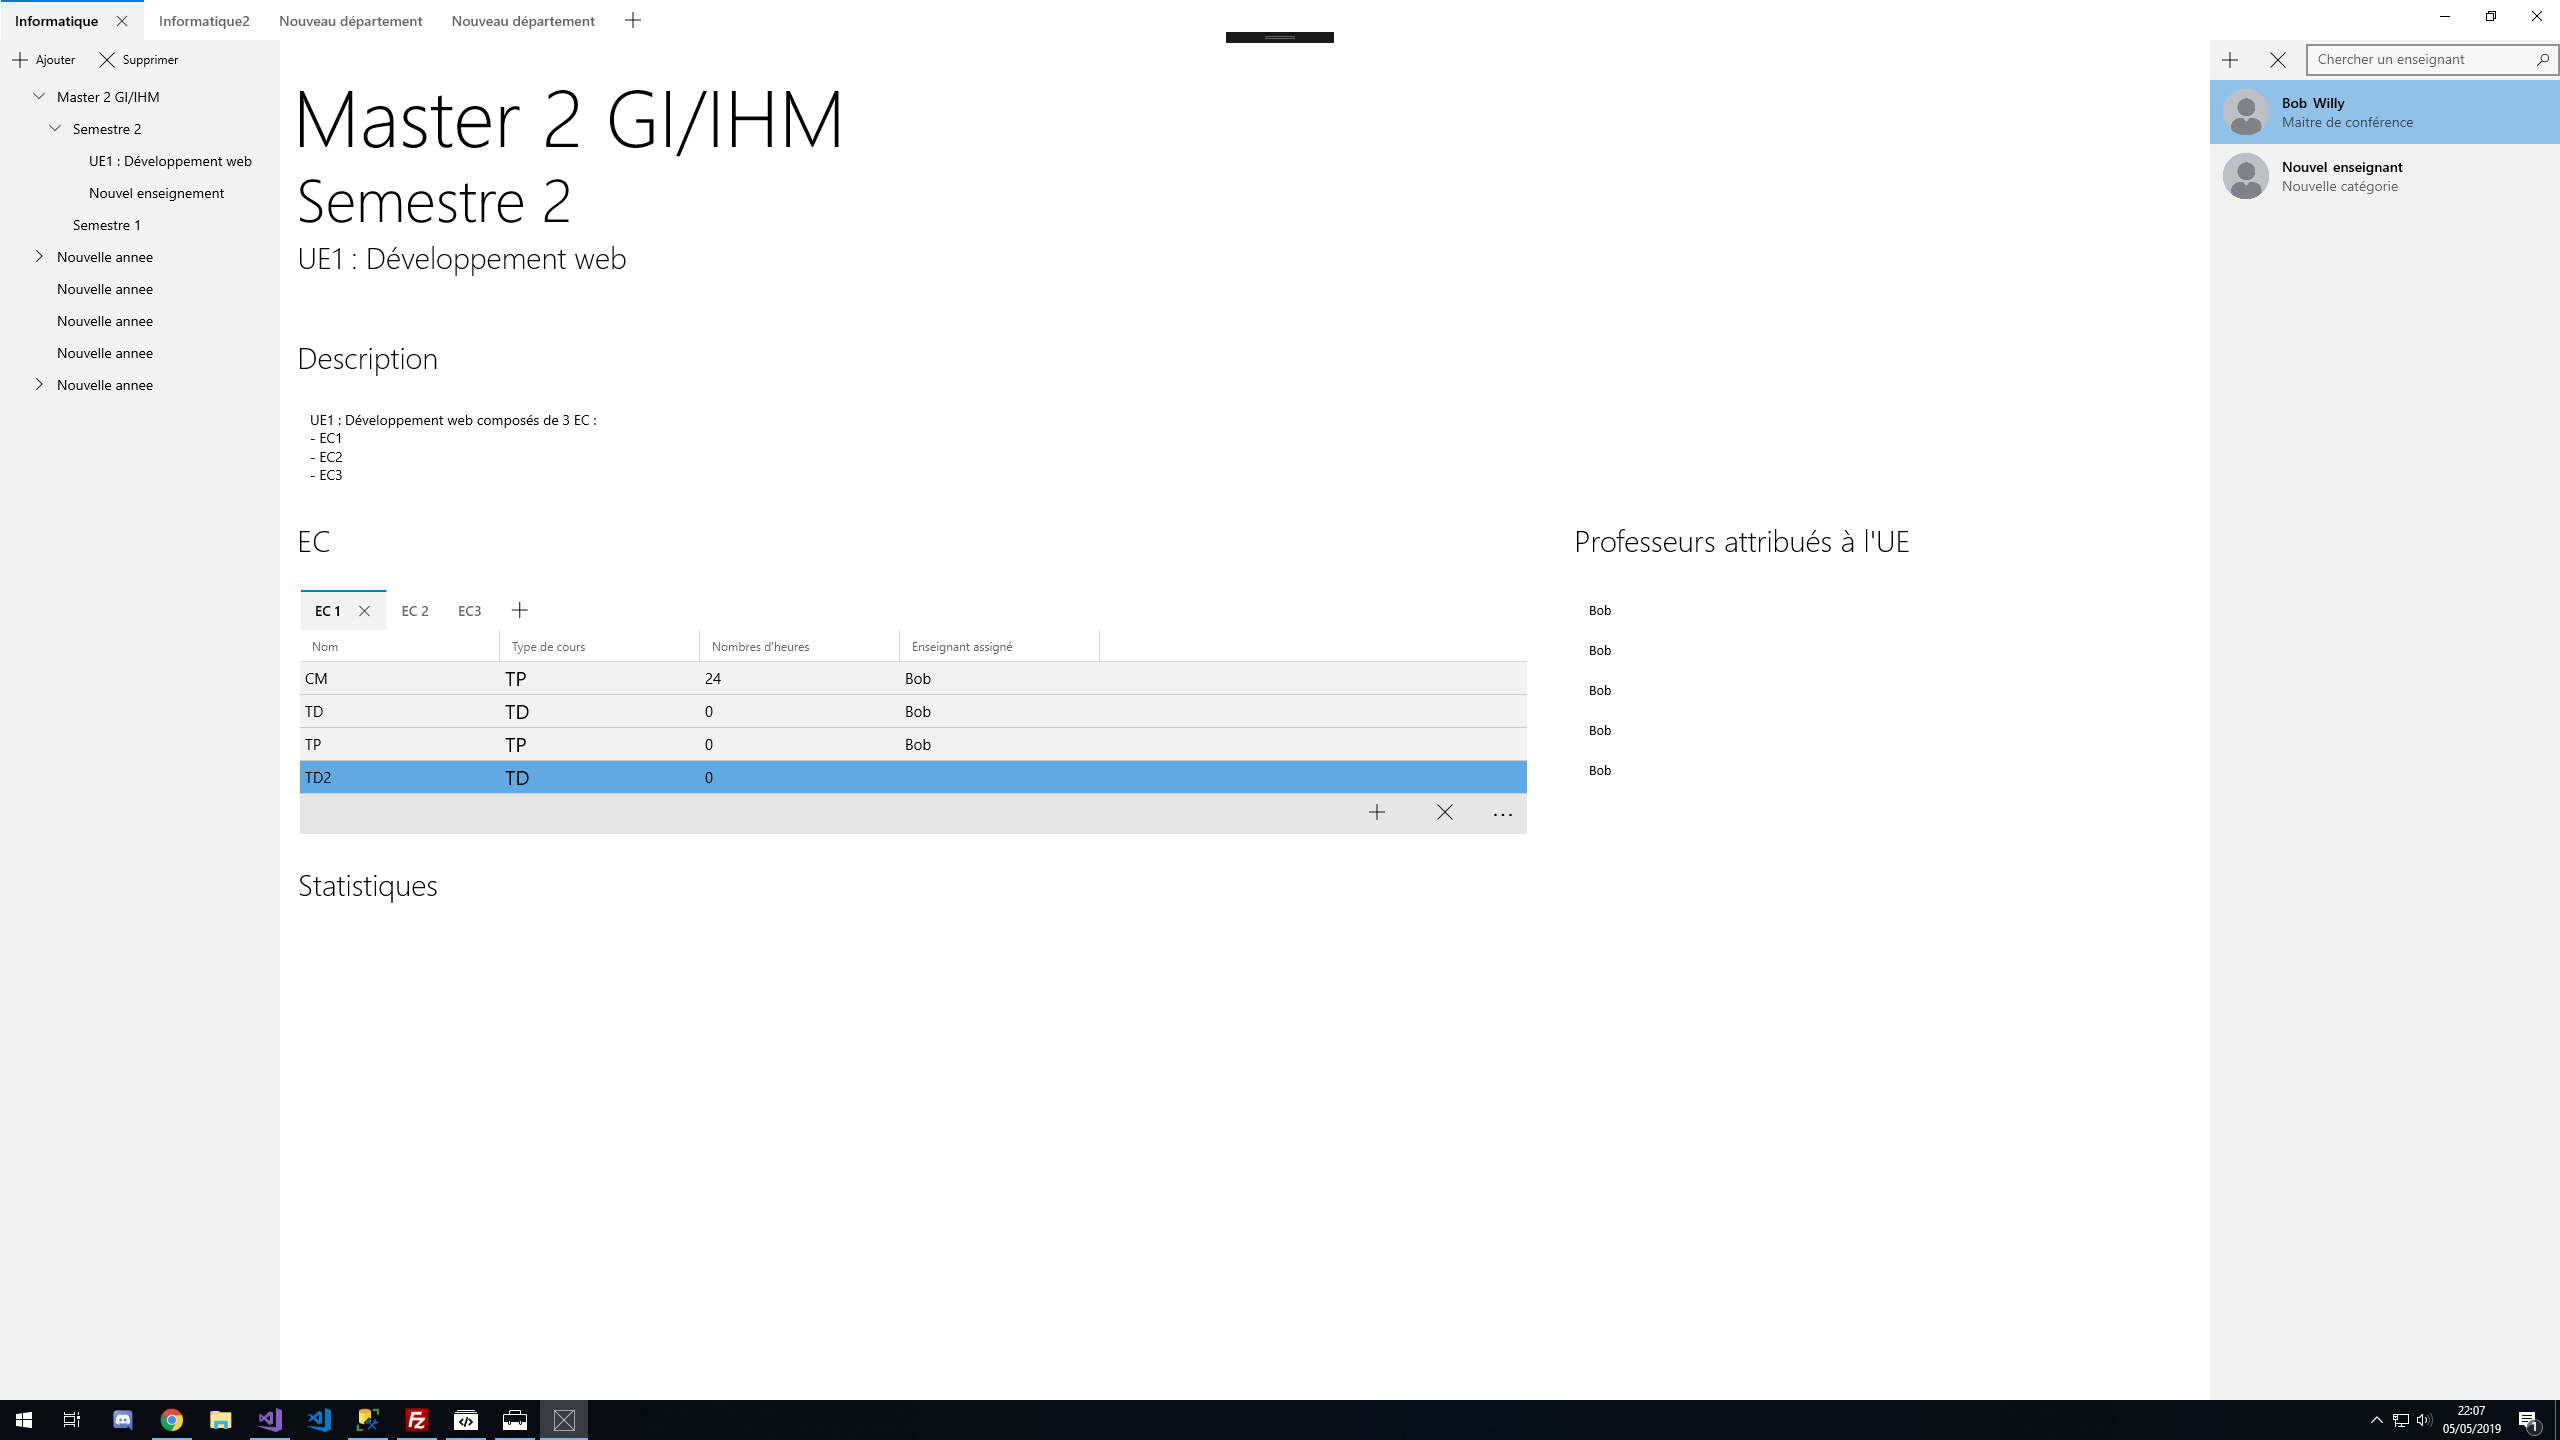 Informatique
Informatique2
Nouveau département
Nouveau département
Ajouter
Supprimer
Master 2 GI/IHM
Semestre 2
UE1 : Développement web
Nouvel enseignement
Semestre 1
Nouvelle annee
Nouvelle annee
Nouvelle annee
Nouvelle annee
Nouvelle annee
Master 2 GI/IHM
Semestre 2
UE1 : Développement web
Description
UE1 : Développement web composés de 3 EC :
- EC1
- EC2
- EC3
EC
EC 1
EC 2
EC3
Nom Type de cours Nombres d'heures Enseignant assigné
CM TP 24 Bob
TD TD 0 Bob
TP TP 0 Bob
TD2 TD 0
Statistiques
Professeurs attribués à l'UE
Bob
Bob
Bob
Bob
Bob
Chercher un enseignant
Bob Willy
Maitre de conférence
Nouvel enseignant
Nouvelle catégorie
22:07
05/05/2019
1